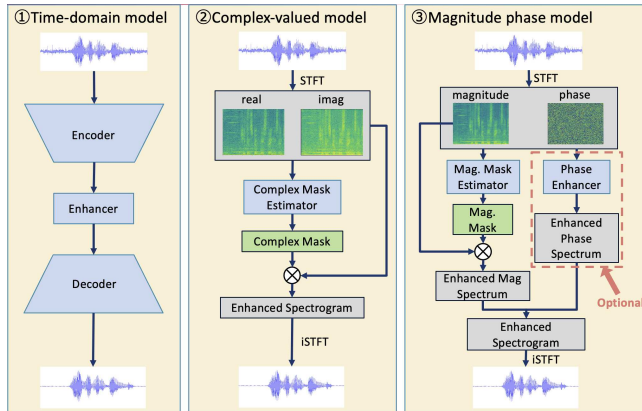 ①Time-domain model
Encoder
Enhancer
Decoder
②Complex-valued model
STFT
real
imag
Complex Mask
Estimator
Complex Mask
Enhanced Spectrogram
iSTFT
③Magnitude phase model
STFT
magnitude
phase
Mag. Mask
Estimator
Mag.
Mask
Enhanced Mag
Spectrum
Phase
Enhancer
Enhanced
Phase
Spectrum
Optional
Enhanced
Spectrogram
iSTFT